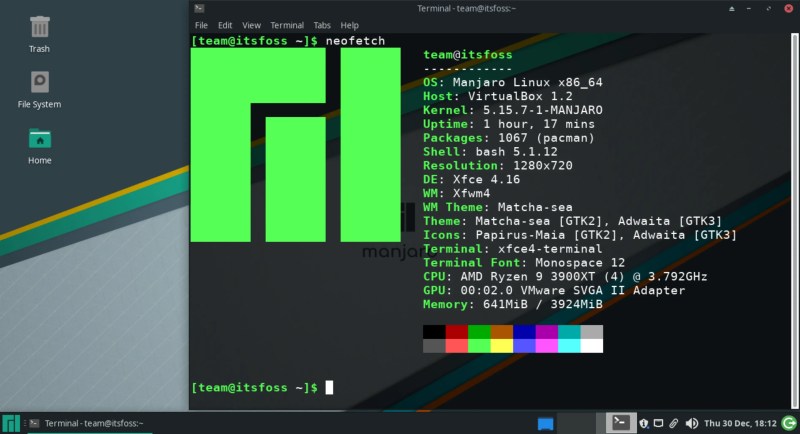 Terminal - team@itsfoss:~
File Edit View Terminal Tabs Help
[team@itsfoss ~]$ neofetch
team@itsfoss
------------
OS: Manjaro Linux x86_64
Host: VirtualBox 1.2
Kernel: 5.15.7-1-MANJARO
Uptime: 1 hour, 17 mins
Packages: 1067 (pacman)
Shell: bash 5.1.12
Resolution: 1280x720
DE: Xfce 4.16
WM: Xfwm4
WM Theme: Matcha-sea
Theme: Matcha-sea [GTK2], Adwaita [GTK3]
Icons: Papirus-Maia [GTK2], Adwaita [GTK3]
Terminal: xfce4-terminal
Terminal Font: Monospace 12
CPU: AMD Ryzen 9 3900XT (4) @ 3.792GHz
GPU: 00:02.0 VMware SVGA II Adapter
Memory: 641MiB / 3924MiB
[team@itsfoss ~]$
manjaro
Trash
File System
Home
Terminal - team@itsfoss:~
Thu 30 Dec, 18:12